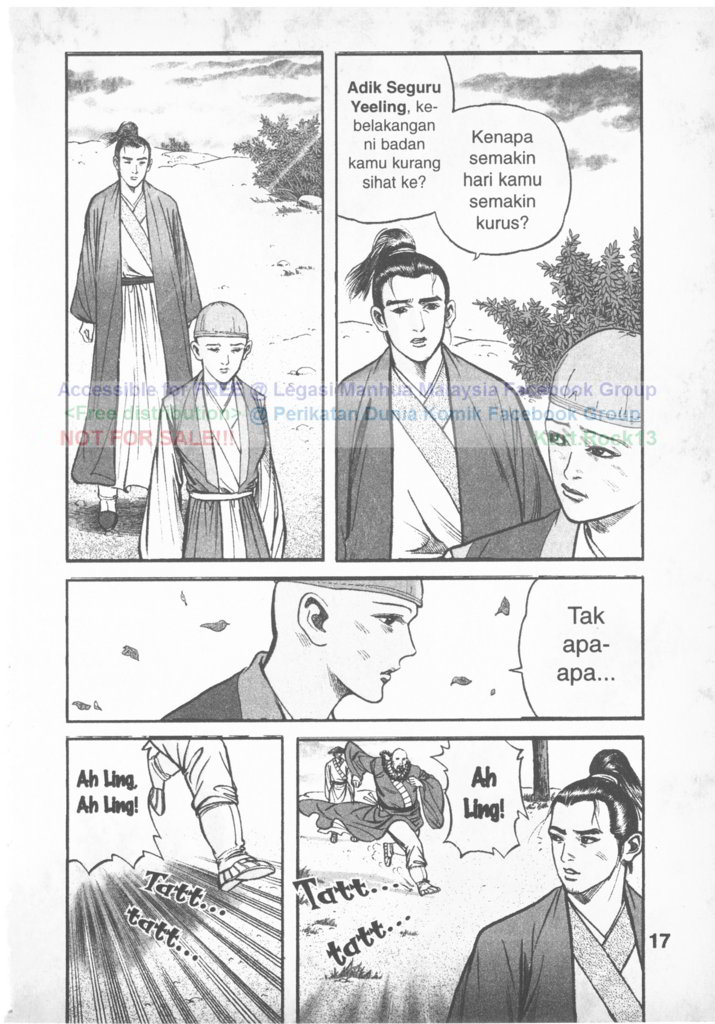 Adik Seguru
Yeeling, ke-
belakangan
ni badan
kamu kurang
sihat ke?
Kenapa
semakin
hari kamu
semakin
kurus?
Accessible for FREE @ Legasi Manhua Malaysia Facebook Group
<Free distribution> @ Perikatan Dunia Komik Facebook Group
NOT FOR SALE!!!
Tak
apa-
apa...
Ah Ling,
Ah Ling!
Tatt...
tatt...
Ah
Ling!
Tatt...
tatt...
17